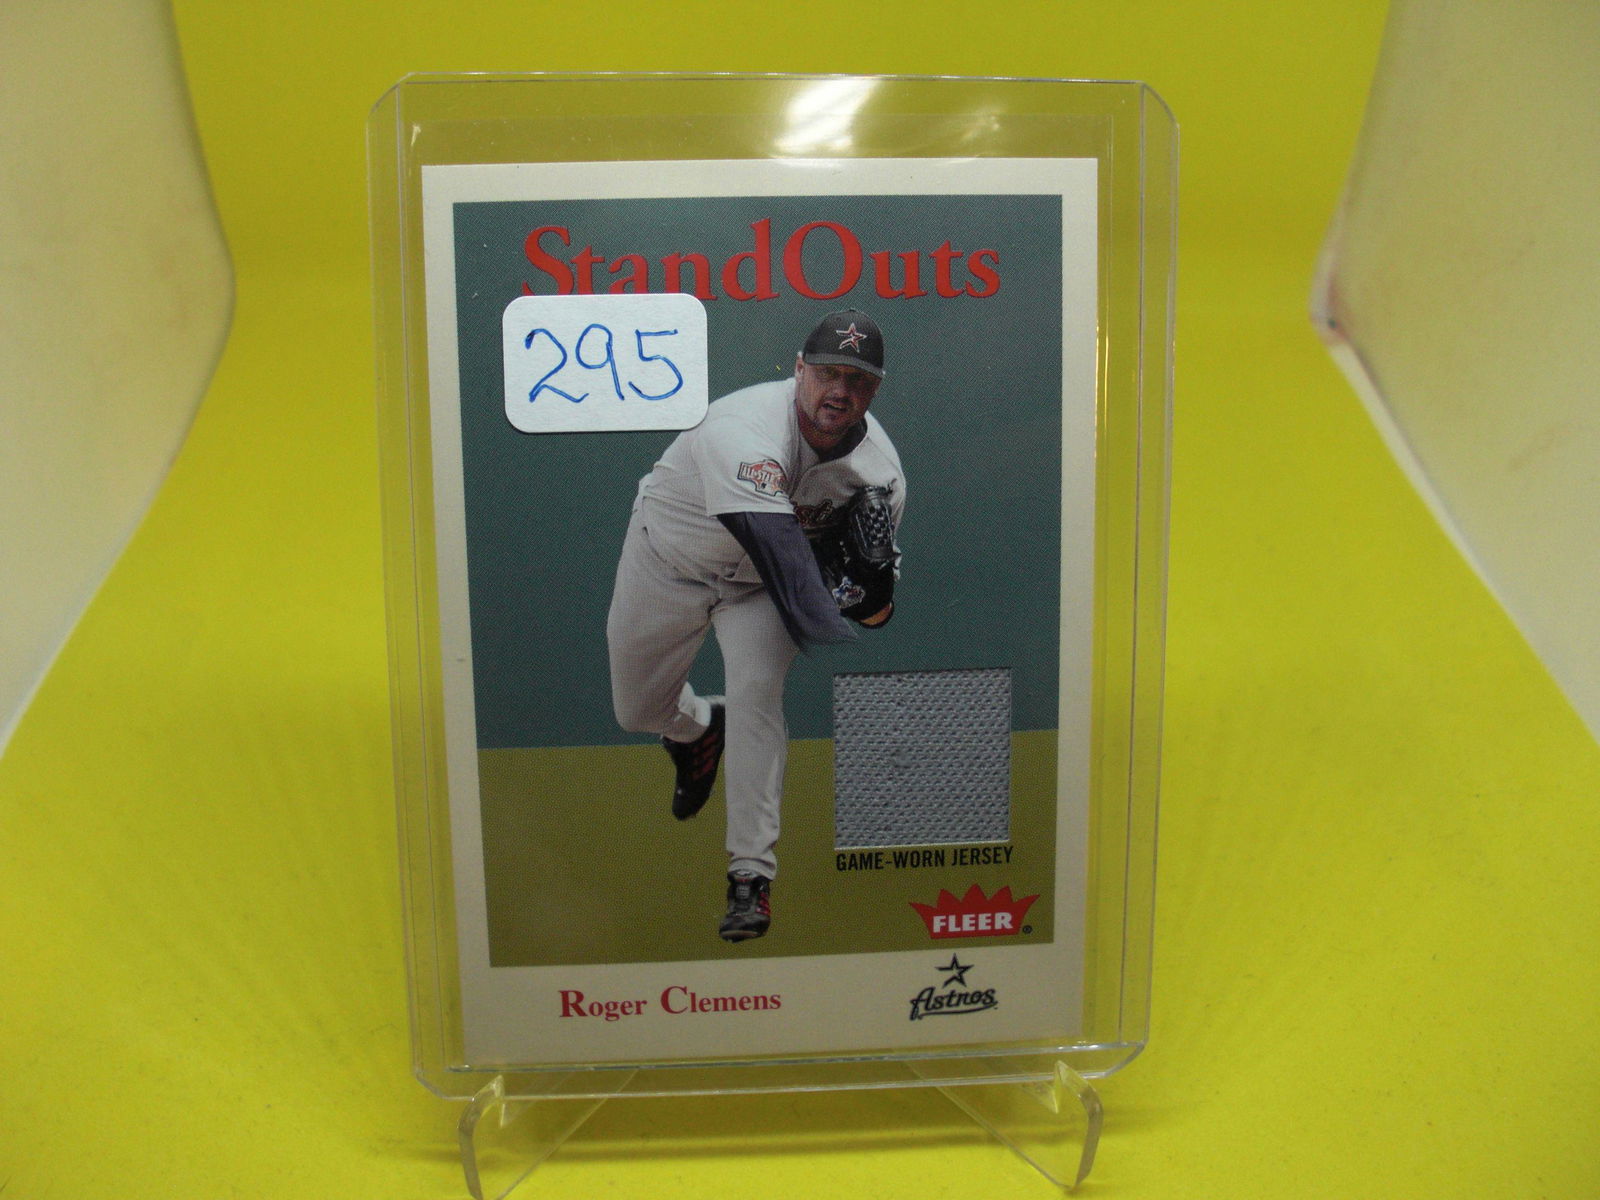 StandOuts
295
GAME-WORN JERSEY
FLEER®
Roger Clemens
Astros